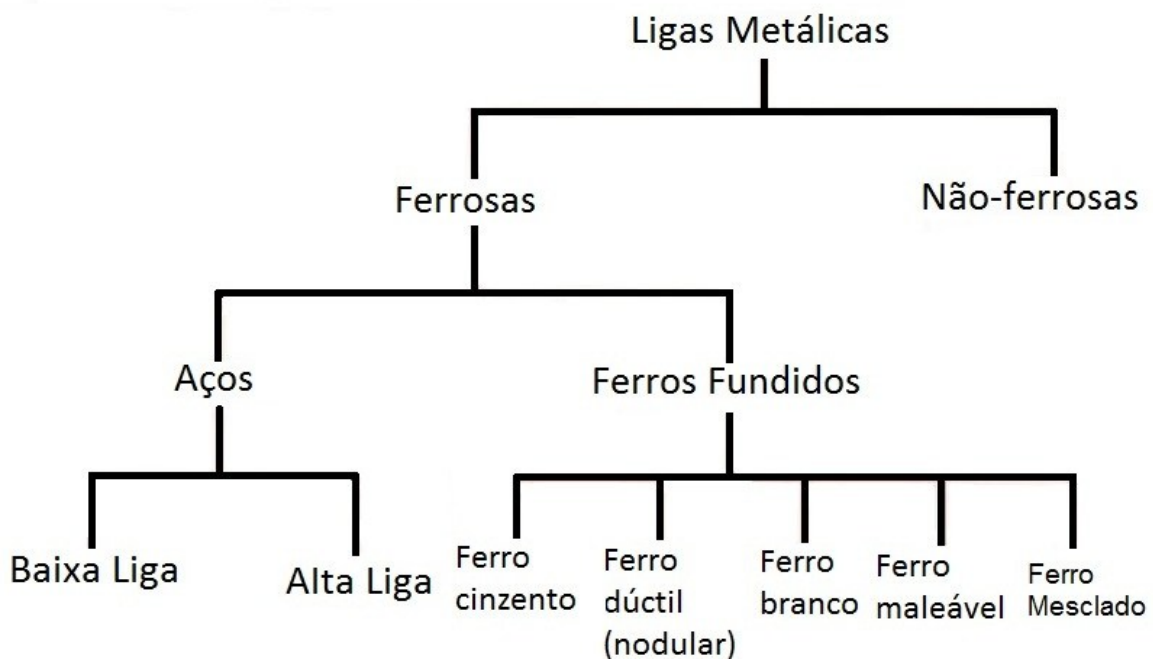 Ligas Metálicas
Ferrosas
Não-ferrosas
Aços
Ferros Fundidos
Baixa Liga
Alta Liga
Ferro
cinzento
Ferro
dúctil
(nodular)
Ferro
branco
Ferro
maleável
Ferro
Mesclado